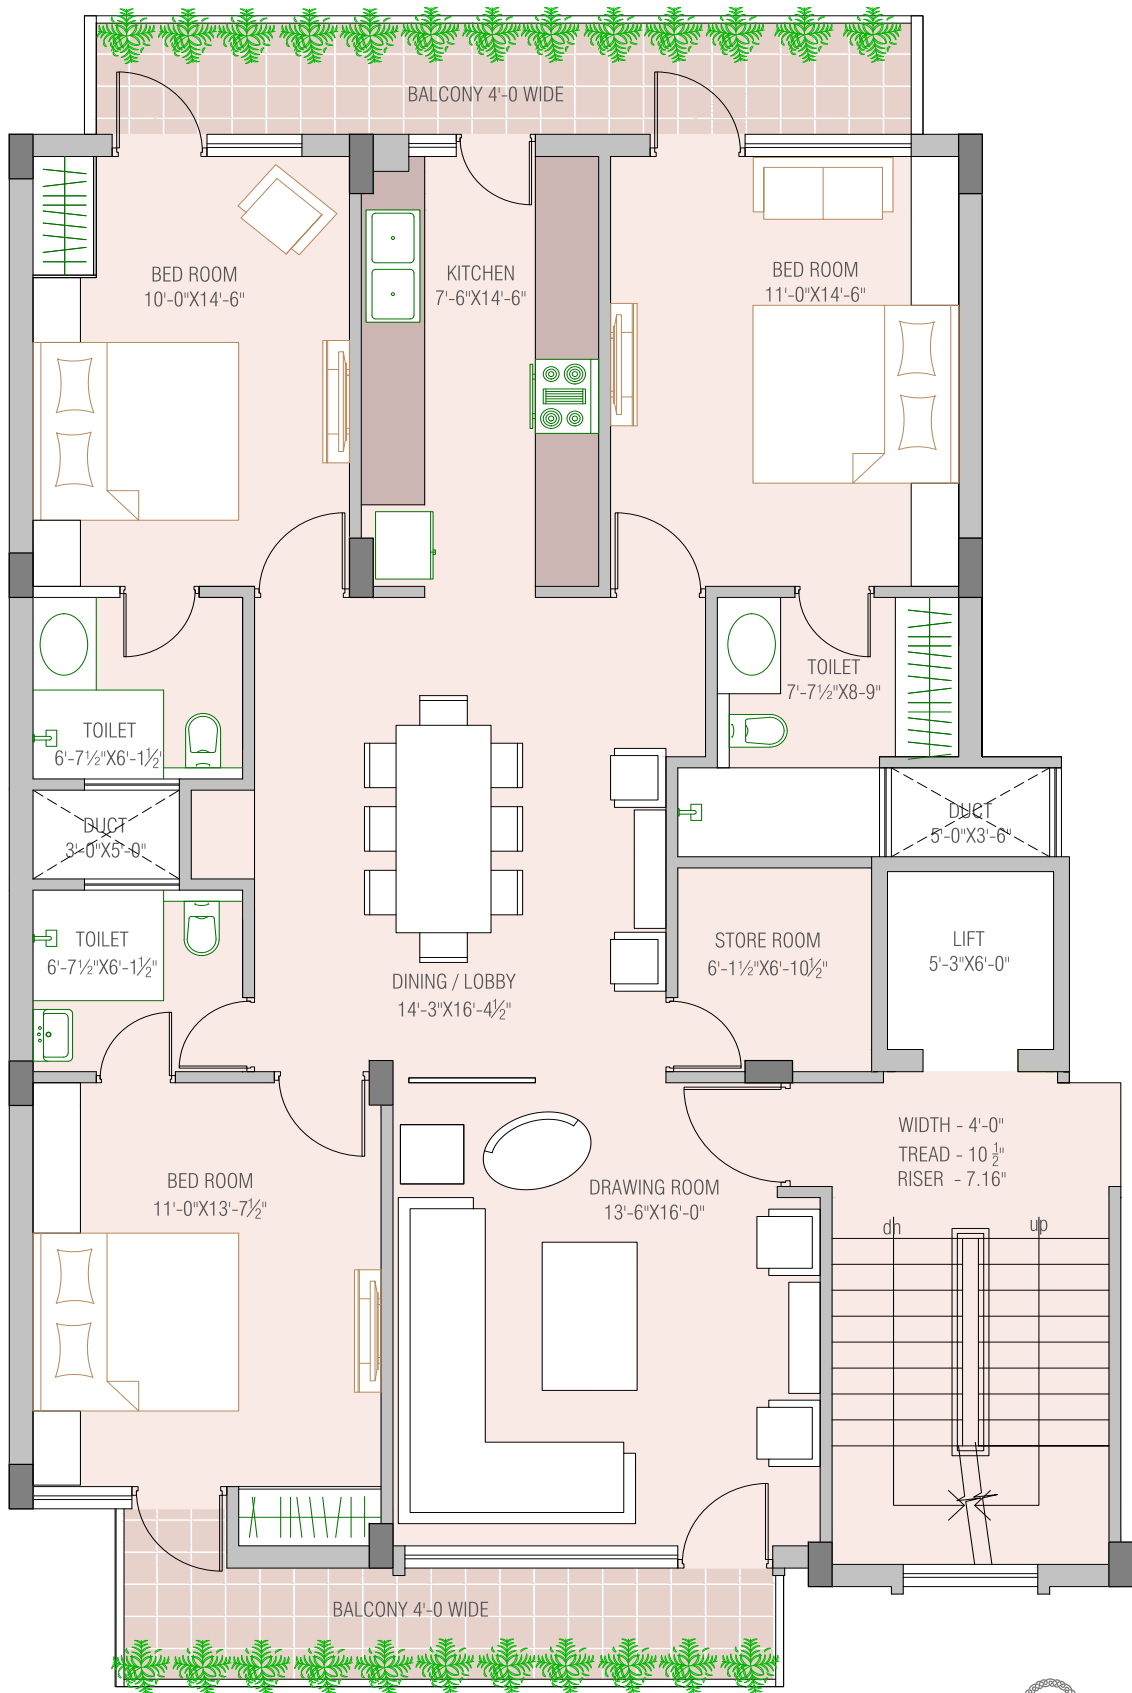 BALCONY 4'-0 WIDE
BED ROOM
10'-0"X14'-6"
KITCHEN
7'-6"X14'-6"
BED ROOM
11'-0"X14'-6"
TOILET
7'-7½"X8-9"
TOILET
6'-7½"X6'-1½'
DUCT
3'-0"X5'-0"
DUCT
5'-0"X3'-6"
TOILET
6'-7½"X6'-1½"
DINING / LOBBY
14'-3"X16'-4½"
STORE ROOM
6'-1½"X6'-10½"
LIFT
5'-3"X6'-0"
WIDTH - 4'-0"
TREAD - 10 ½"
RISER - 7.16"
BED ROOM
11'-0"X13'-7½"
DRAWING ROOM
13'-6"X16'-0"
dn
up
BALCONY 4'-0 WIDE